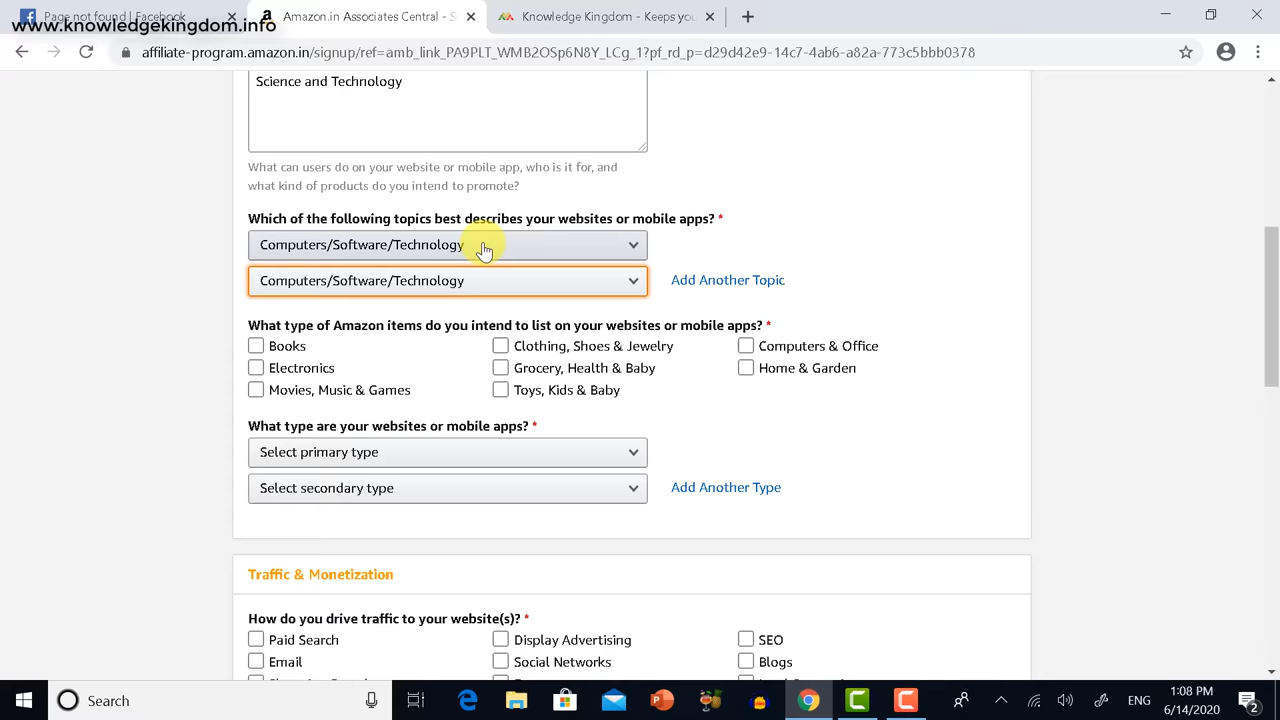 Page not found | Facebook
Amazon.in Associates Central - S
Knowledge Kingdom - Keeps you
www.knowledgekingdom.info
affiliate-program.amazon.in/signup/ref=amb_link_PA9PLT_WMB2OSp6N8Y_LCg_1?pf_rd_p=d29d42e9-14c7-4ab6-a82a-773c5bbb0378
Science and Technology
What can users do on your website or mobile app, who is it for, and
what kind of products do you intend to promote?
Which of the following topics best describes your websites or mobile apps? *
Computers/Software/Technology
Computers/Software/Technology
Add Another Topic
What type of Amazon items do you intend to list on your websites or mobile apps? *
Books Clothing, Shoes & Jewelry Computers & Office
Electronics Grocery, Health & Baby Home & Garden
Movies, Music & Games Toys, Kids & Baby
What type are your websites or mobile apps? *
Select primary type
Select secondary type
Add Another Type
Traffic & Monetization
How do you drive traffic to your website(s)? *
Paid Search Display Advertising SEO
Email Social Networks Blogs
Search
ENG
1:08 PM
6/14/2020
2